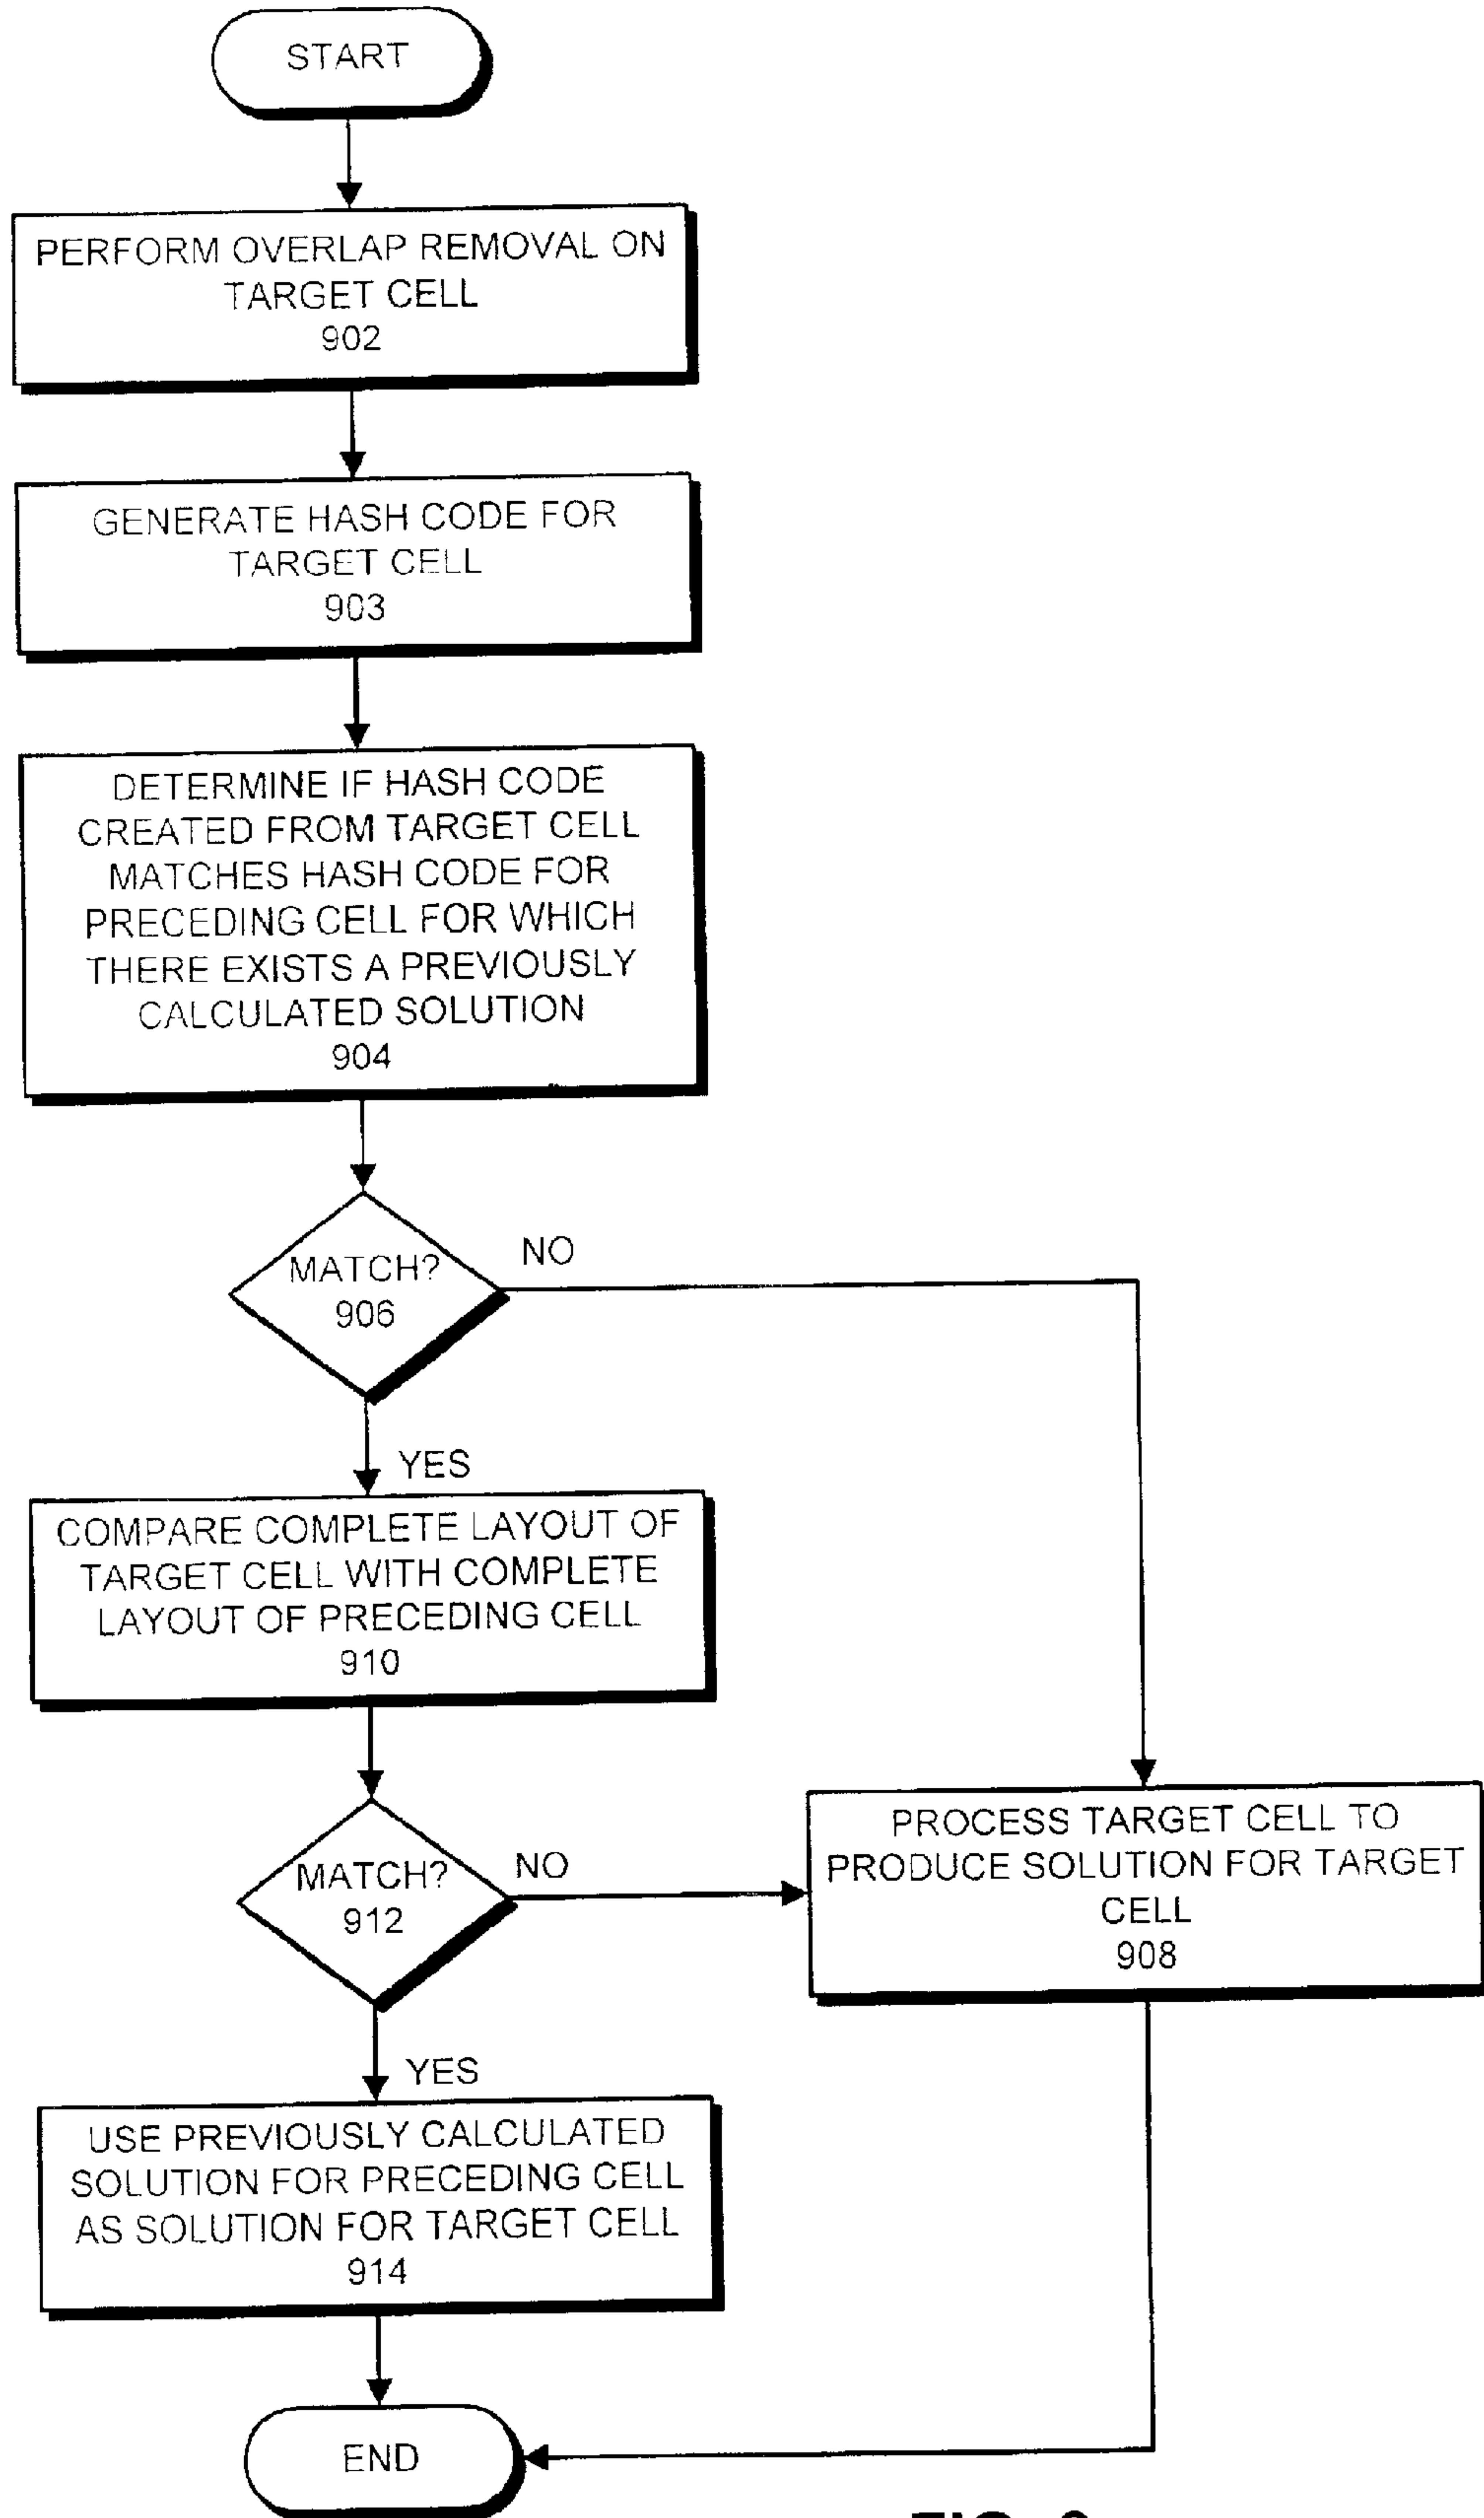 START
PERFORM OVERLAP REMOVAL ON
TARGET CELL
902
GENERATE HASH CODE FOR
TARGET CELL
903
DETERMINE IF HASH CODE
CREATED FROM TARGET CELL
MATCHES HASH CODE FOR
PRECEDING CELL FOR WHICH
THERE EXISTS A PREVIOUSLY
CALCULATED SOLUTION
904
MATCH?
906
NO
YES
COMPARE COMPLETE LAYOUT OF
TARGET CELL WITH COMPLETE
LAYOUT OF PRECEDING CELL
910
MATCH?
912
NO
PROCESS TARGET CELL TO
PRODUCE SOLUTION FOR TARGET
CELL
908
YES
USE PREVIOUSLY CALCULATED
SOLUTION FOR PRECEDING CELL
AS SOLUTION FOR TARGET CELL
914
END